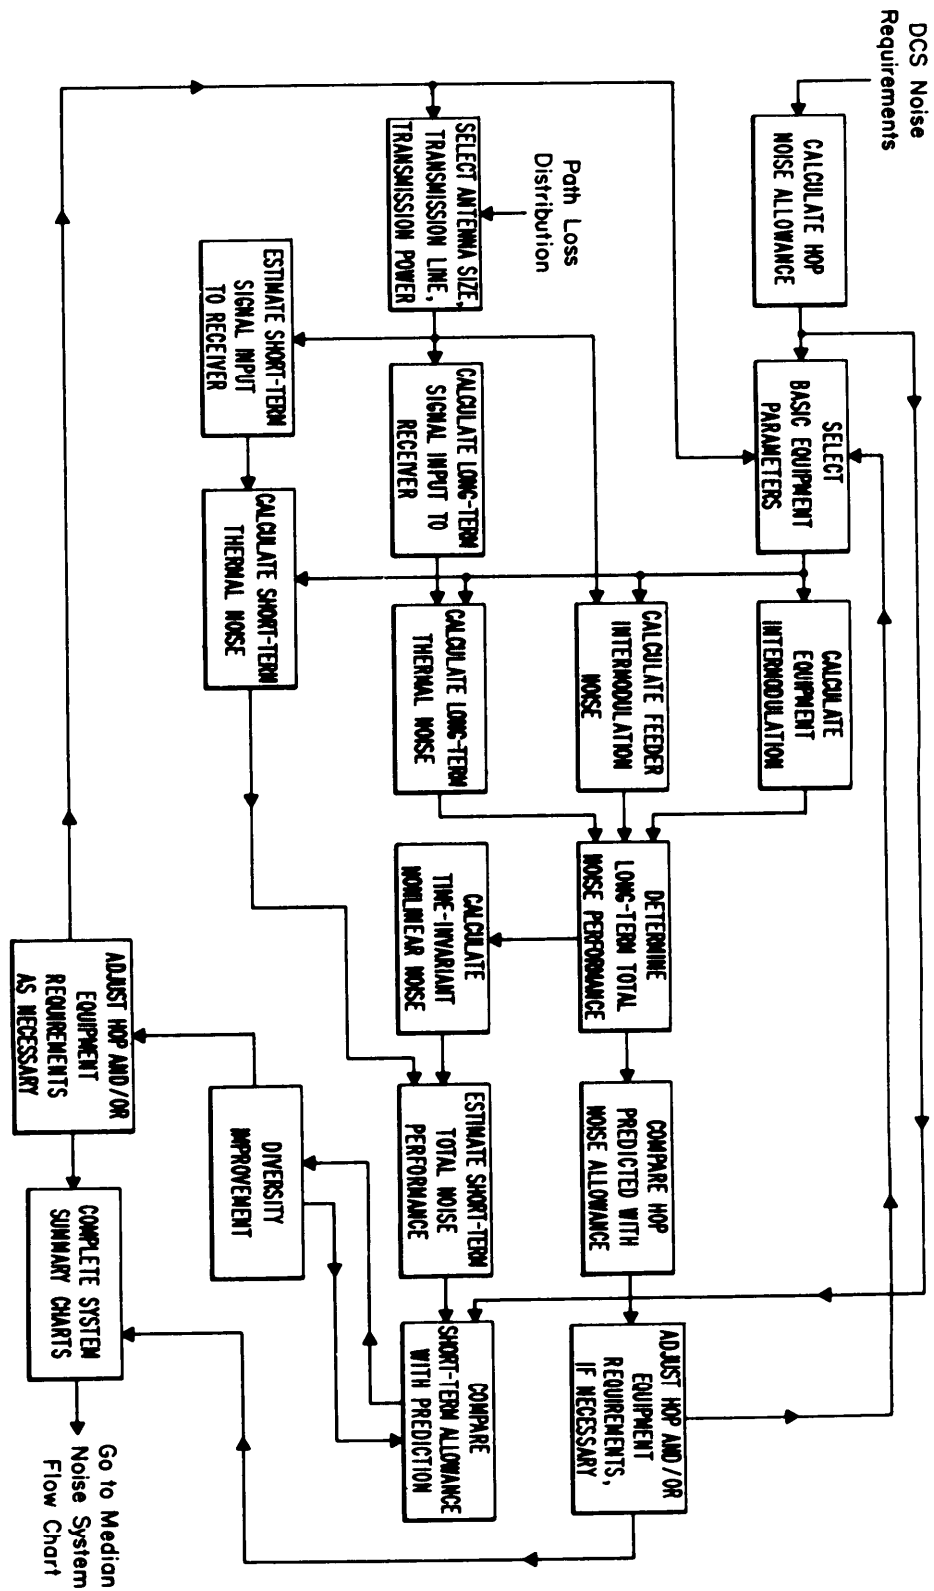 DCS Noise
Requirements
CALCULATE HOP
NOISE ALLOWANCE
SELECT
BASIC EQUIPMENT
PARAMETERS
CALCULATE
EQUIPMENT
INTERMODULATION
Path Loss
Distribution
SELECT ANTENNA SIZE,
TRANSMISSION LINE,
TRANSMISSION POWER
CALCULATE LONG-TERM
SIGNAL INPUT TO
RECEIVER
ESTIMATE SHORT-TERM
SIGNAL INPUT
TO RECEIVER
CALCULATE FEEDER
INTERMODULATION
NOISE
CALCULATE LONG-TERM
THERMAL NOISE
CALCULATE SHORT-TERM
THERMAL NOISE
DETERMINE
LONG-TERM TOTAL
NOISE PERFORMANCE
COMPARE HOP
PREDICTED WITH
NOISE ALLOWANCE
ADJUST HOP AND/OR
EQUIPMENT
REQUIREMENTS,
IF NECESSARY
CALCULATE
TIME-INVARIANT
NONLINEAR NOISE
ESTIMATE SHORT-TERM
TOTAL NOISE
PERFORMANCE
COMPARE
SHORT-TERM ALLOWANCE
WITH PREDICTION
DIVERSITY
IMPROVEMENT
ADJUST HOP AND/OR
EQUIPMENT
REQUIREMENTS
AS NECESSARY
COMPLETE SYSTEM
SUMMARY CHARTS
Go to Median
Noise System
Flow Chart